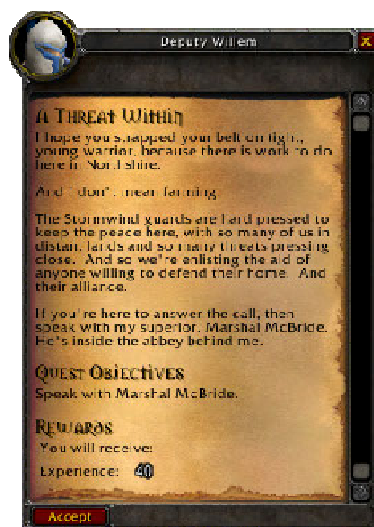 Deputy Willem
X
A Threat Within
I hope you strapped your belt on tight,
young warrior, because there is work to do
here in Northshire.
And I don't mean farming.
The Stormwind guards are hard pressed to
keep the peace here, with so many of us in
distant lands and so many threats pressing
close. And so we're enlisting the aid of
anyone willing to defend their home. And
their alliance.
If you're here to answer the call, then
speak with my superior, Marshal McBride.
He's inside the abbey behind me.
Quest Objectives
Speak with Marshal McBride.
Rewards
You will receive:
Experience: 40
Accept